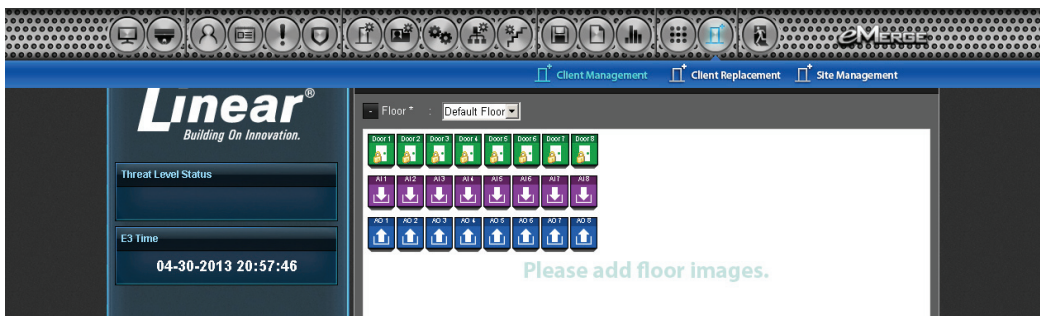 eMERGE
Client Management Client Replacement Site Management
Linear®
Building On Innovation.
- Floor * : Default Floor
Door 1 Door 2 Door 3 Door 4 Door 5 Door 6 Door 7 Door 8
Threat Level Status
AI 1 AI 2 AI 3 AI 4 AI 5 AI 6 AI 7 AI 8
AO 1 AO 2 AO 3 AO 4 AO 5 AO 6 AO 7 AO 8
E3 Time
04-30-2013 20:57:46
Please add floor images.